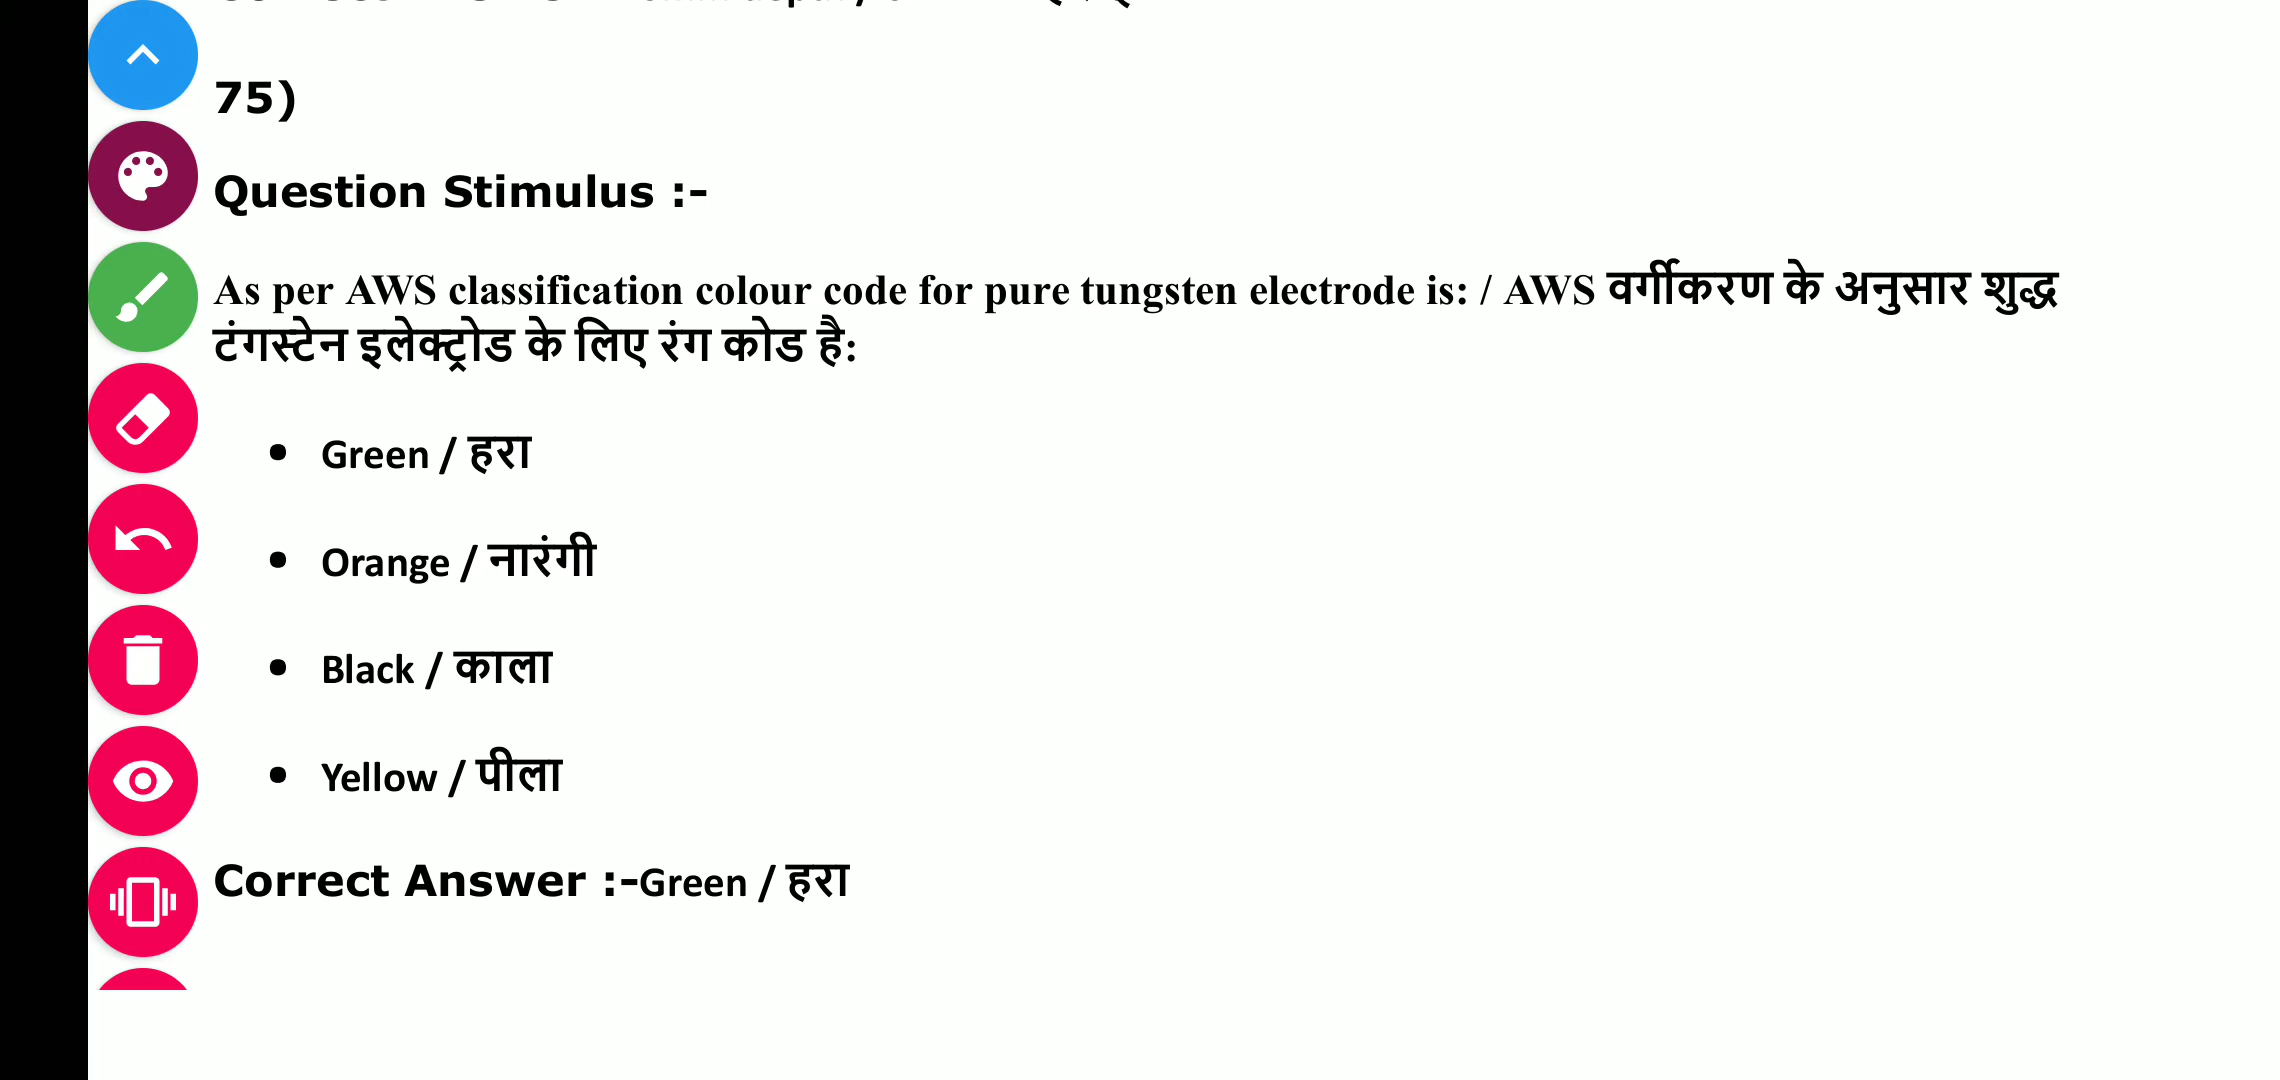 75)
Question Stimulus :-
As per AWS classification colour code for pure tungsten electrode is: / AWS वर्गीकरण के अनुसार शुद्ध
टंगस्टेन इलेक्ट्रोड के लिए रंग कोड है:
• Green / हरा
• Orange / नारंगी
• Black / काला
• Yellow / पीला
Correct Answer :-Green / हरा